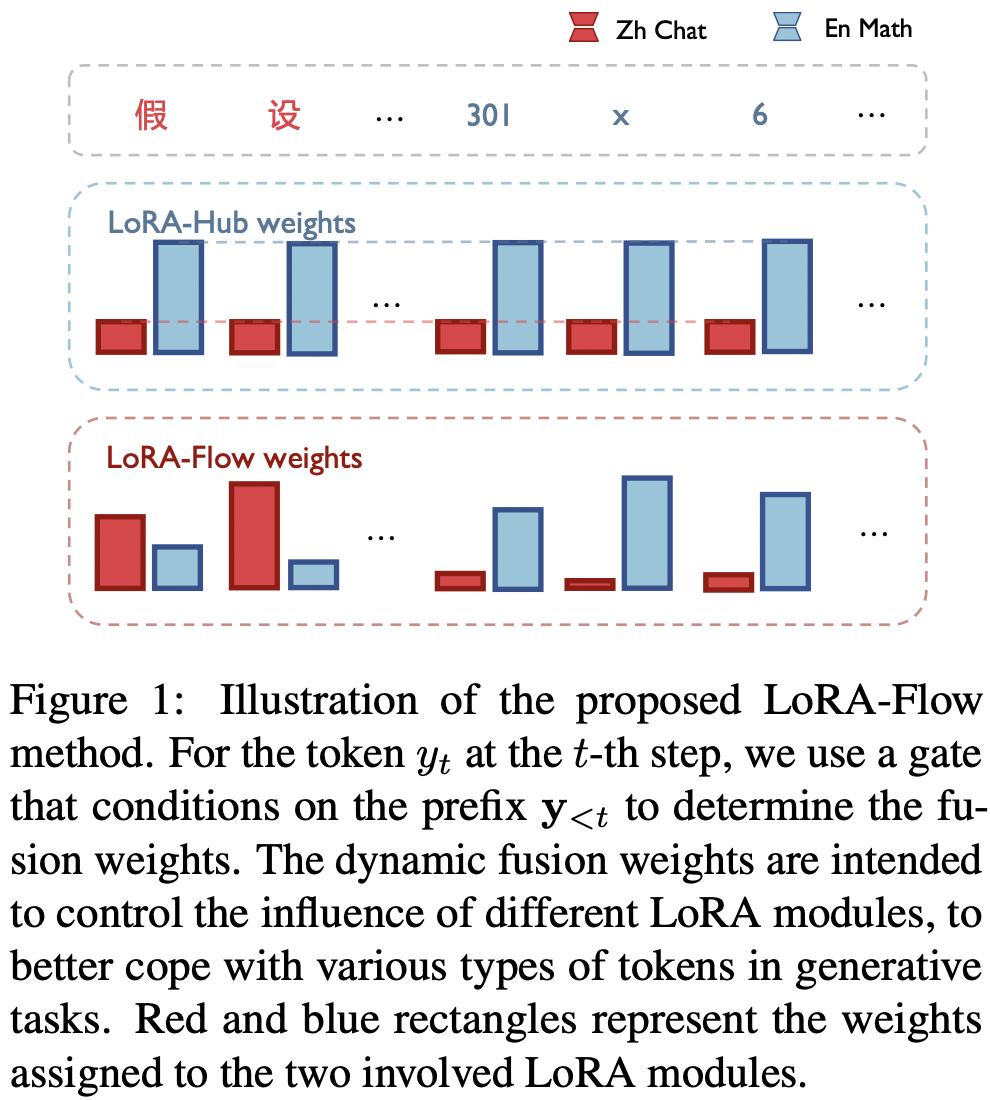 Zh Chat En Math
假 设 ... 301 x 6 ...
LoRA-Hub weights
... ...
LoRA-Flow weights
... ...
Figure 1: Illustration of the proposed LoRA-Flow
method. For the token y_t at the t-th step, we use a gate
that conditions on the prefix y_{<t} to determine the fu-
sion weights. The dynamic fusion weights are intended
to control the influence of different LoRA modules, to
better cope with various types of tokens in generative
tasks. Red and blue rectangles represent the weights
assigned to the two involved LoRA modules.